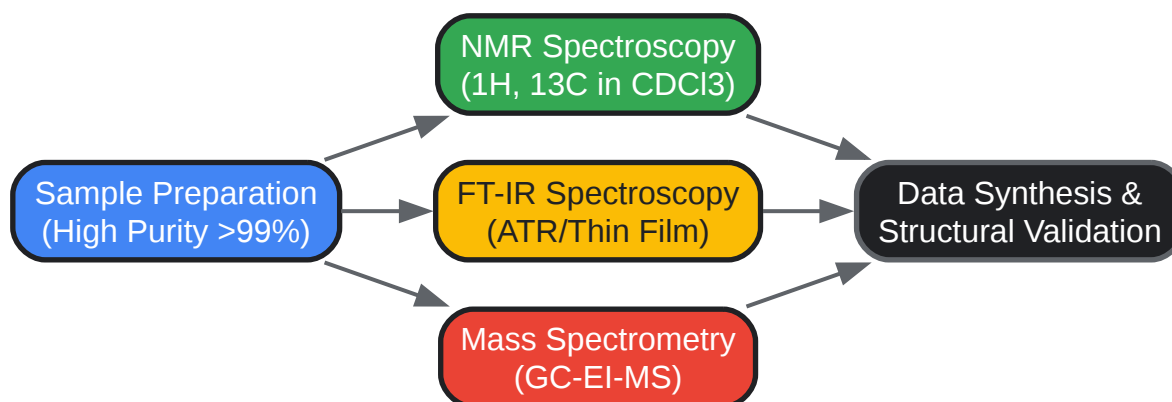 NMR Spectroscopy
(1H, 13C in CDCl3)
Sample Preparation
(High Purity >99%)
FT-IR Spectroscopy
(ATR/Thin Film)
Data Synthesis &
Structural Validation
Mass Spectrometry
(GC-EI-MS)